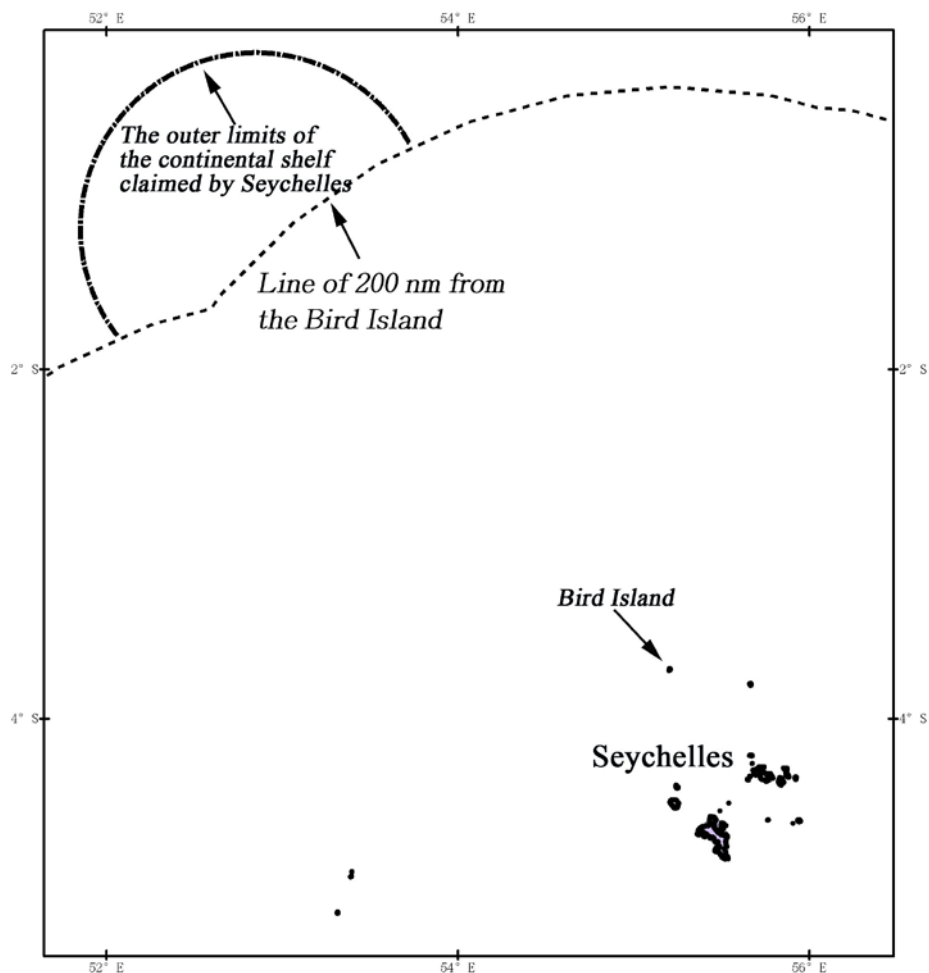 52° E
54° E
56° E
The outer limits of
the continental shelf
claimed by Seychelles
Line of 200 nm from
the Bird Island
2° S
2° S
Bird Island
4° S
4° S
Seychelles
52° E
54° E
56° E